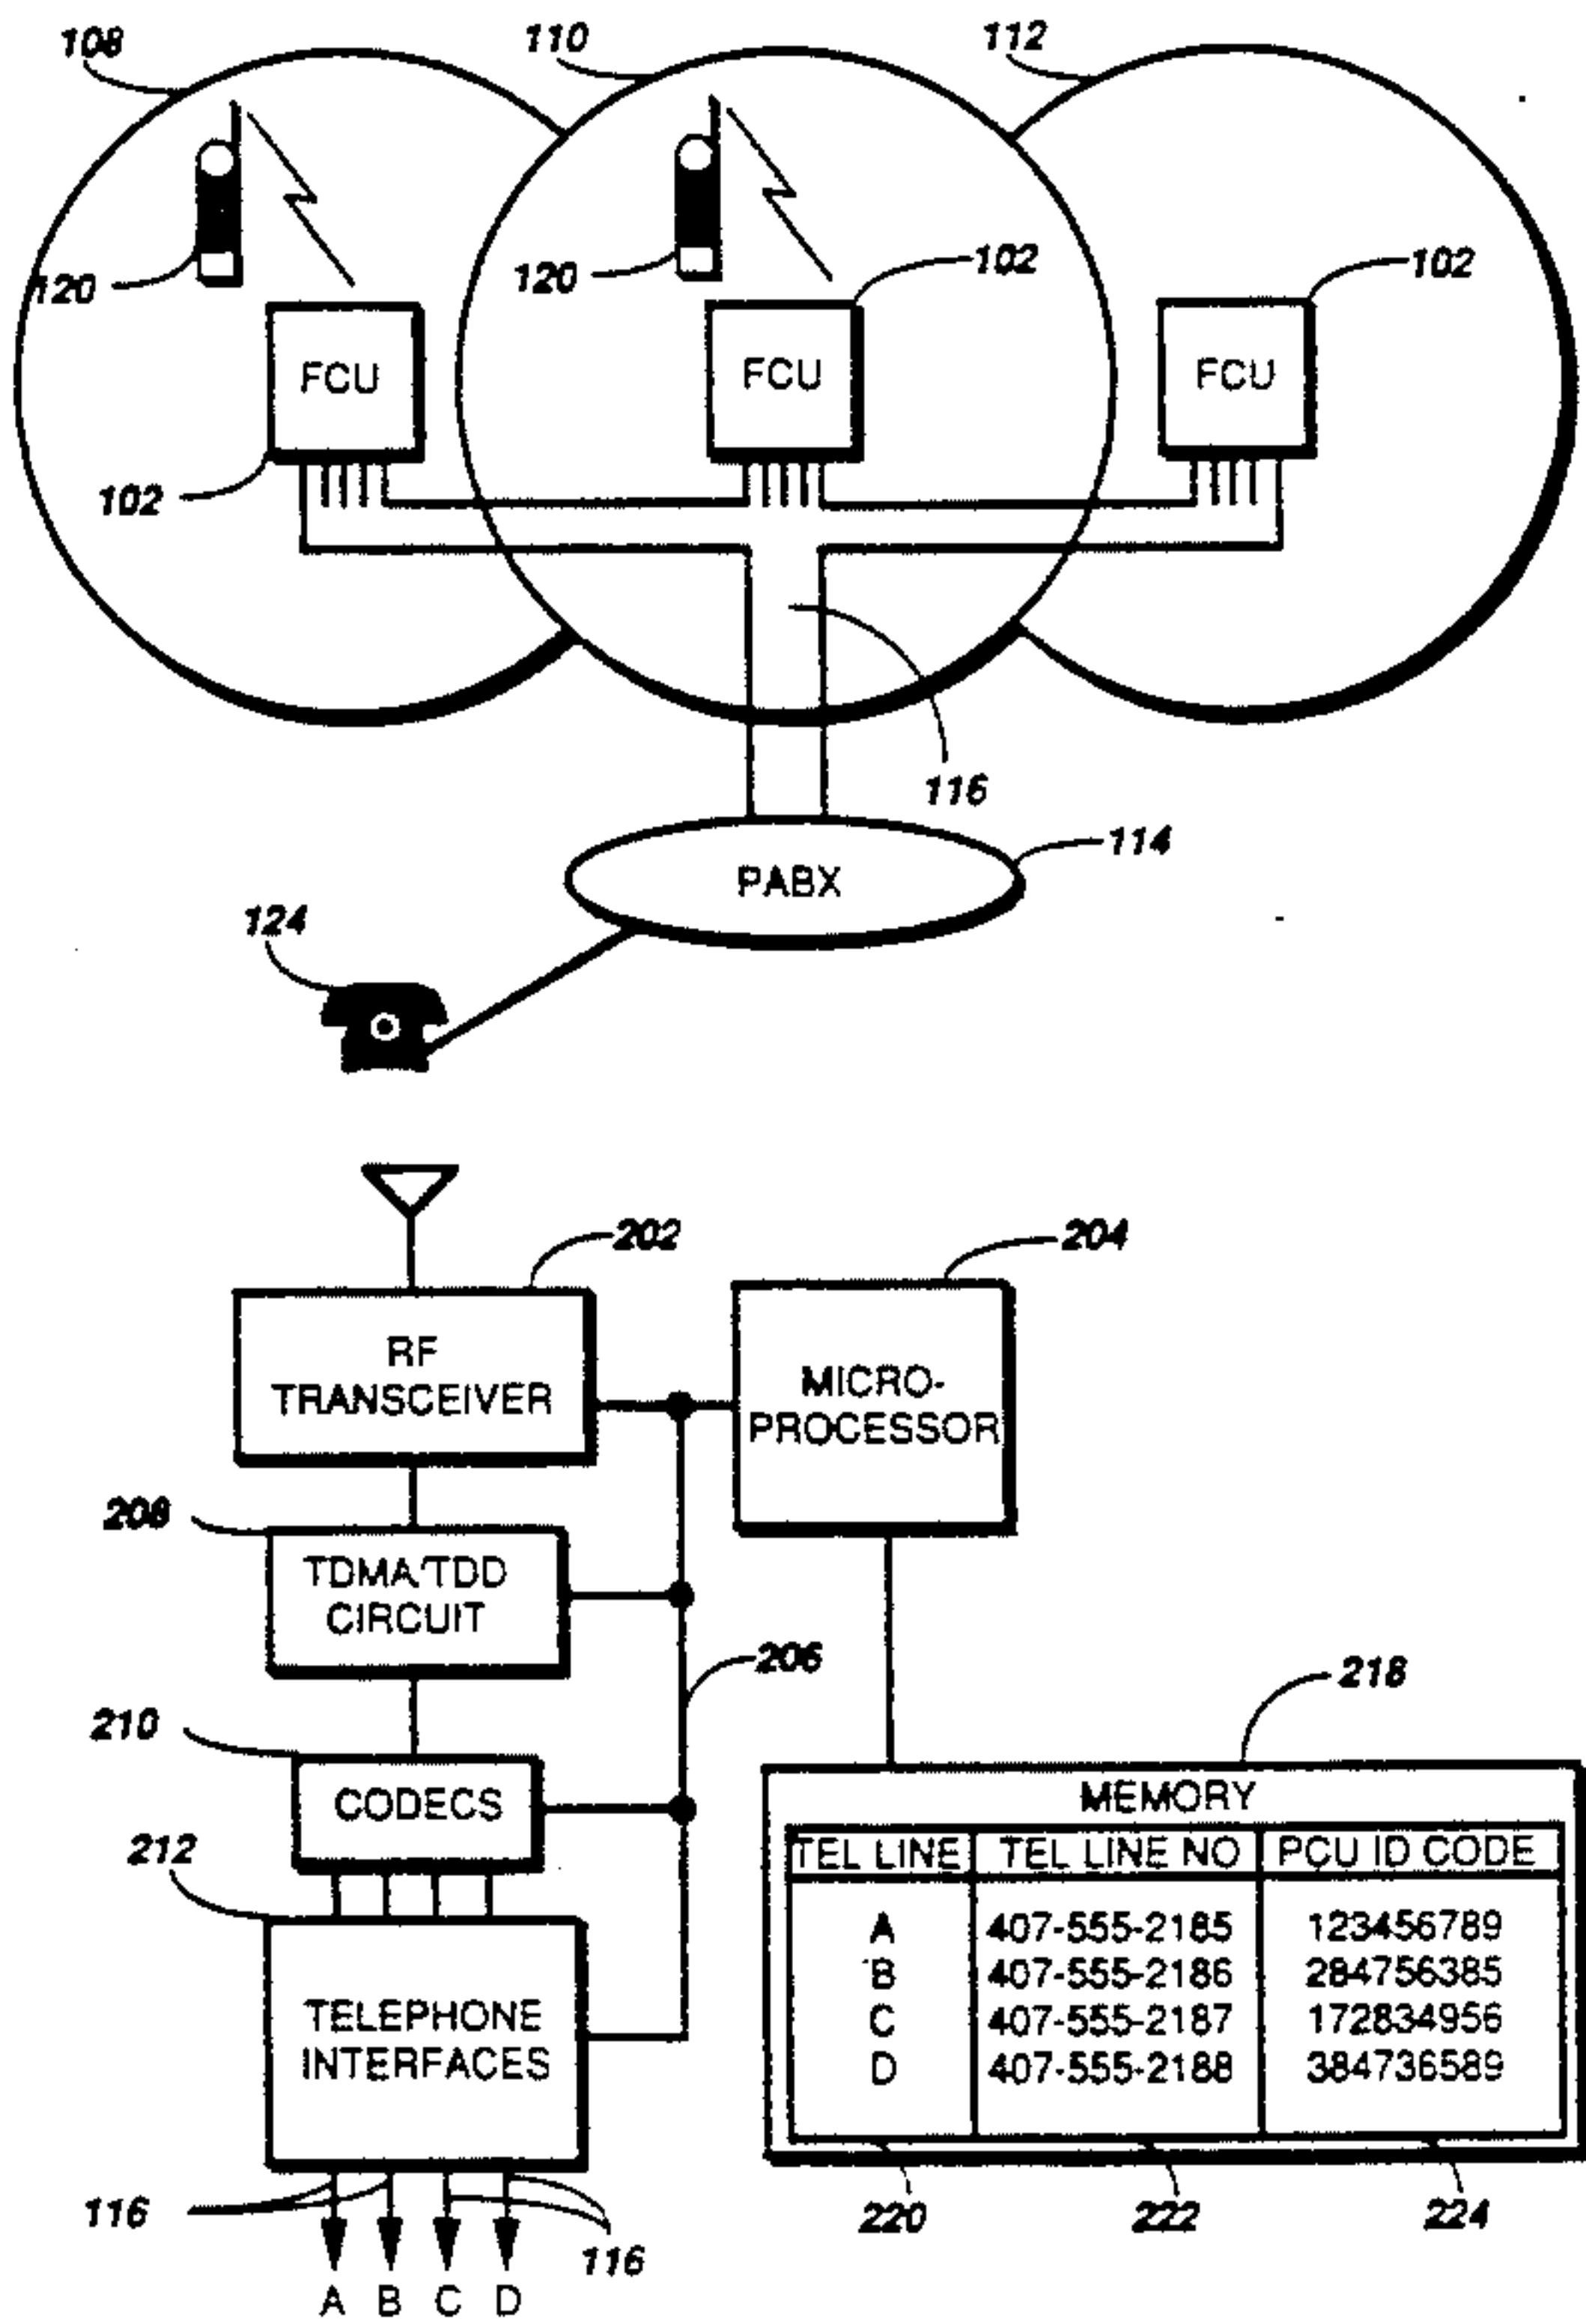 108
110
112
120
120
102
102
FCU
FCU
FCU
102
116
PABX
114
124
202
204
RF
TRANSCEIVER
MICRO-
PROCESSOR
208
TDMA/TDD
CIRCUIT
206
218
210
CODECS
MEMORY
212
TEL LINE TEL LINE NO PCU ID CODE
A 407-555-2185 123456789
B 407-555-2186 284756385
C 407-555-2187 172834956
D 407-555-2188 384736589
TELEPHONE
INTERFACES
220 222 224
116
116
A B C D